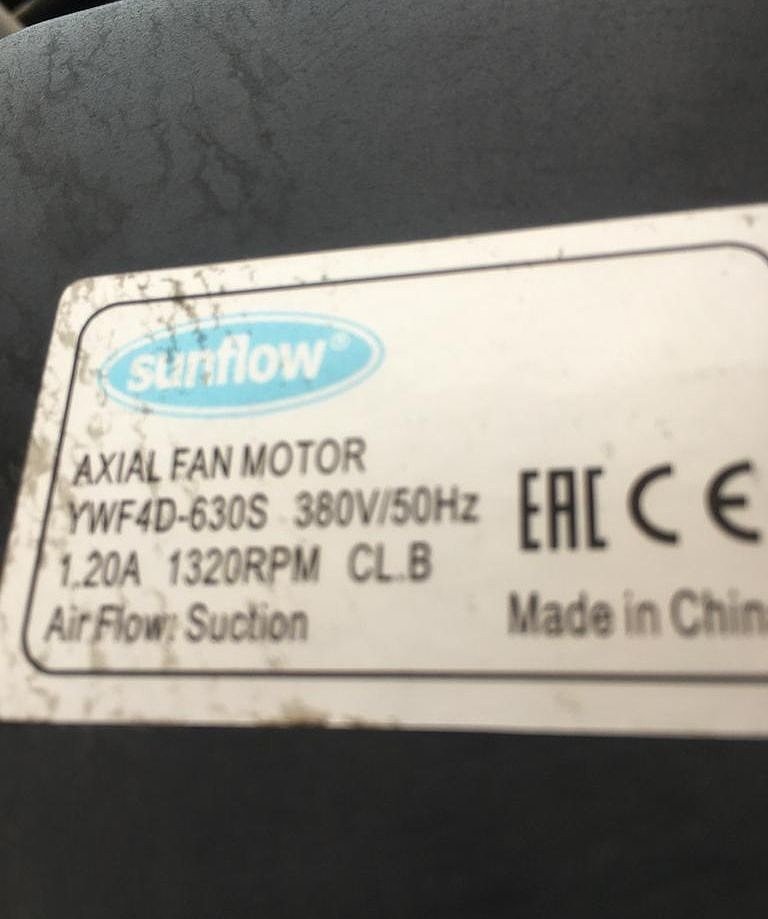 sunflow®
AXIAL FAN MOTOR
YWF4D-630S 380V/50Hz
1.20A 1320RPM CL.B
Air Flow: Suction
EAC CE
Made in Chin